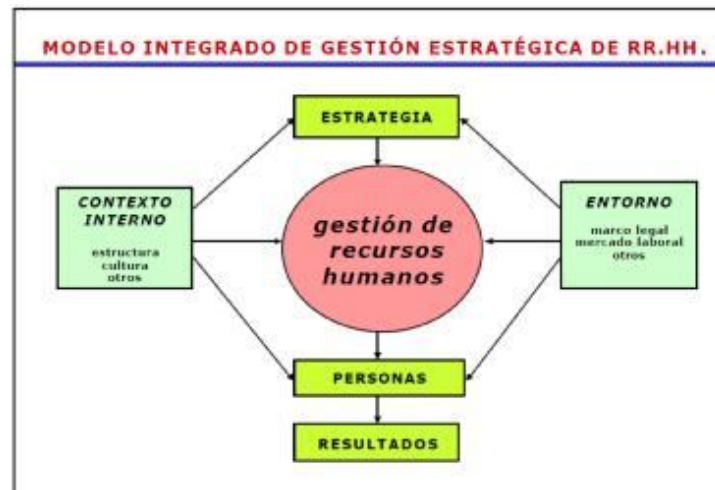 MODELO INTEGRADO DE GESTIÓN ESTRATÉGICA DE RR.HH.
ESTRATEGIA
CONTEXTO
INTERNO
estructura
cultura
otros
gestión de
recursos
humanos
ENTORNO
marco legal
mercado laboral
otros
PERSONAS
RESULTADOS